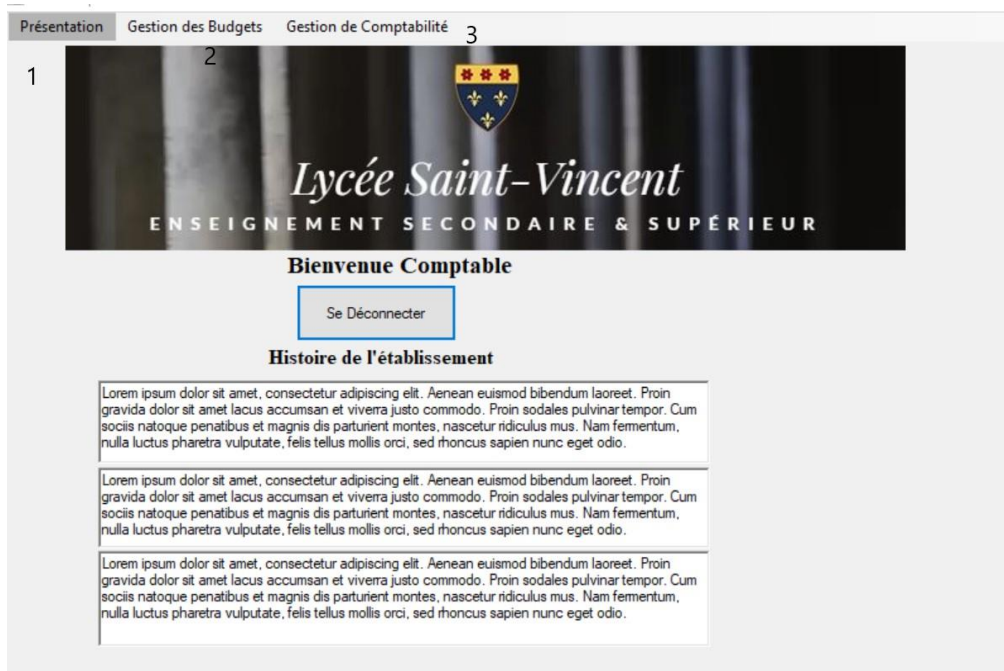 Présentation Gestion des Budgets Gestion de Comptabilité 3
1 2
Lycée Saint-Vincent
ENSEIGNEMENT SECONDAIRE & SUPÉRIEUR
Bienvenue Comptable
Se Déconnecter
Histoire de l'établissement
Lorem ipsum dolor sit amet, consectetur adipiscing elit. Aenean euismod bibendum laoreet. Proin
gravida dolor sit amet lacus accumsan et viverra justo commodo. Proin sodales pulvinar tempor. Cum
sociis natoque penatibus et magnis dis parturient montes, nascetur ridiculus mus. Nam fermentum,
nulla luctus pharetra vulputate, felis tellus mollis orci, sed rhoncus sapien nunc eget odio.
Lorem ipsum dolor sit amet, consectetur adipiscing elit. Aenean euismod bibendum laoreet. Proin
gravida dolor sit amet lacus accumsan et viverra justo commodo. Proin sodales pulvinar tempor. Cum
sociis natoque penatibus et magnis dis parturient montes, nascetur ridiculus mus. Nam fermentum,
nulla luctus pharetra vulputate, felis tellus mollis orci, sed rhoncus sapien nunc eget odio.
Lorem ipsum dolor sit amet, consectetur adipiscing elit. Aenean euismod bibendum laoreet. Proin
gravida dolor sit amet lacus accumsan et viverra justo commodo. Proin sodales pulvinar tempor. Cum
sociis natoque penatibus et magnis dis parturient montes, nascetur ridiculus mus. Nam fermentum,
nulla luctus pharetra vulputate, felis tellus mollis orci, sed rhoncus sapien nunc eget odio.